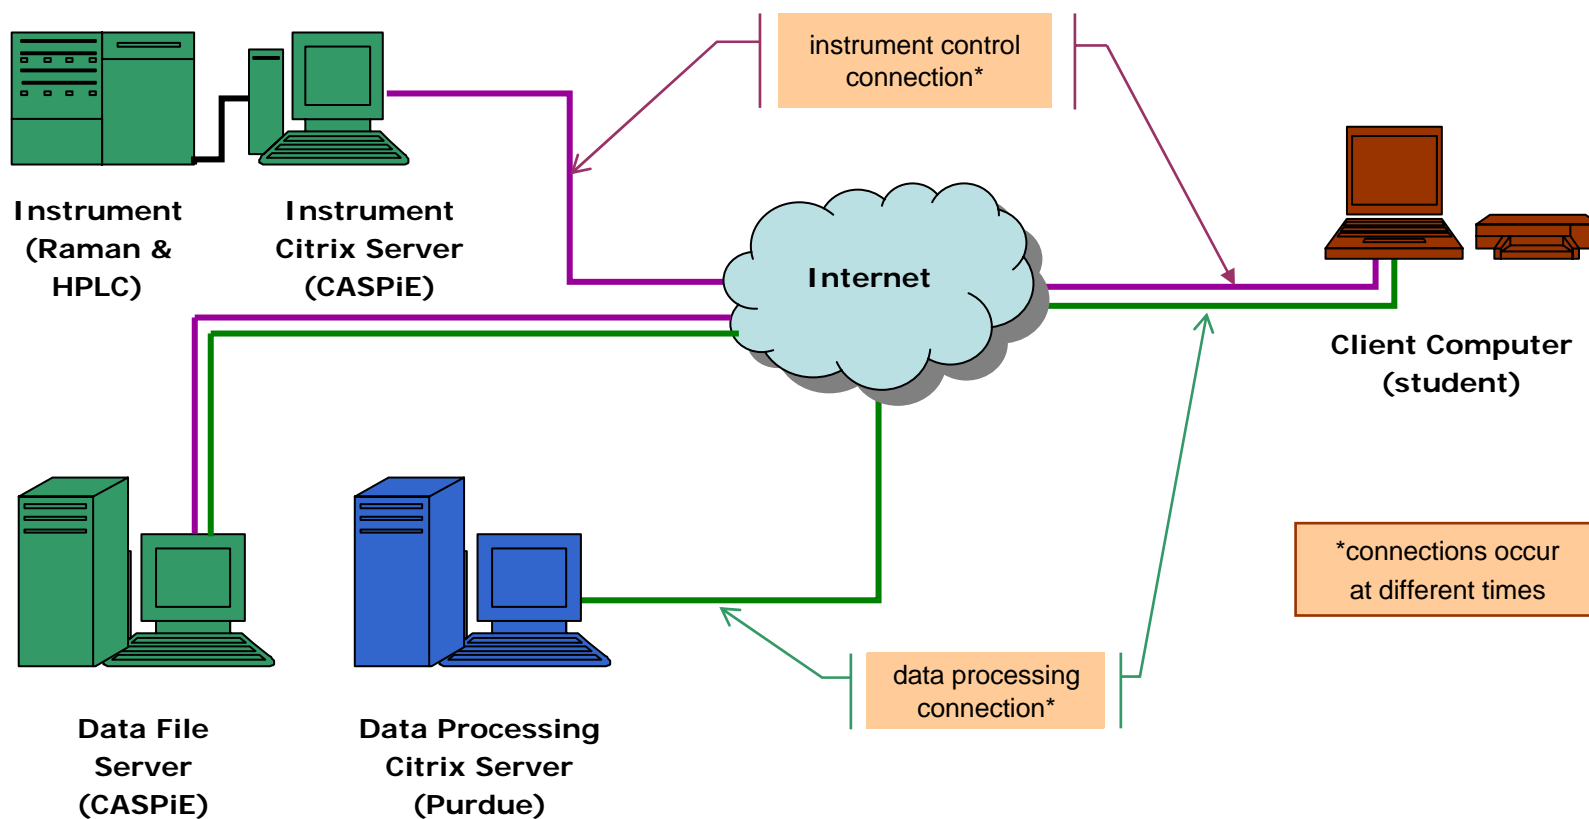 instrument control
connection*
Instrument
(Raman &
HPLC)
Instrument
Citrix Server
(CASPiE)
Internet
Client Computer
(student)
*connections occur
at different times
data processing
connection*
Data File
Server
(CASPiE)
Data Processing
Citrix Server
(Purdue)